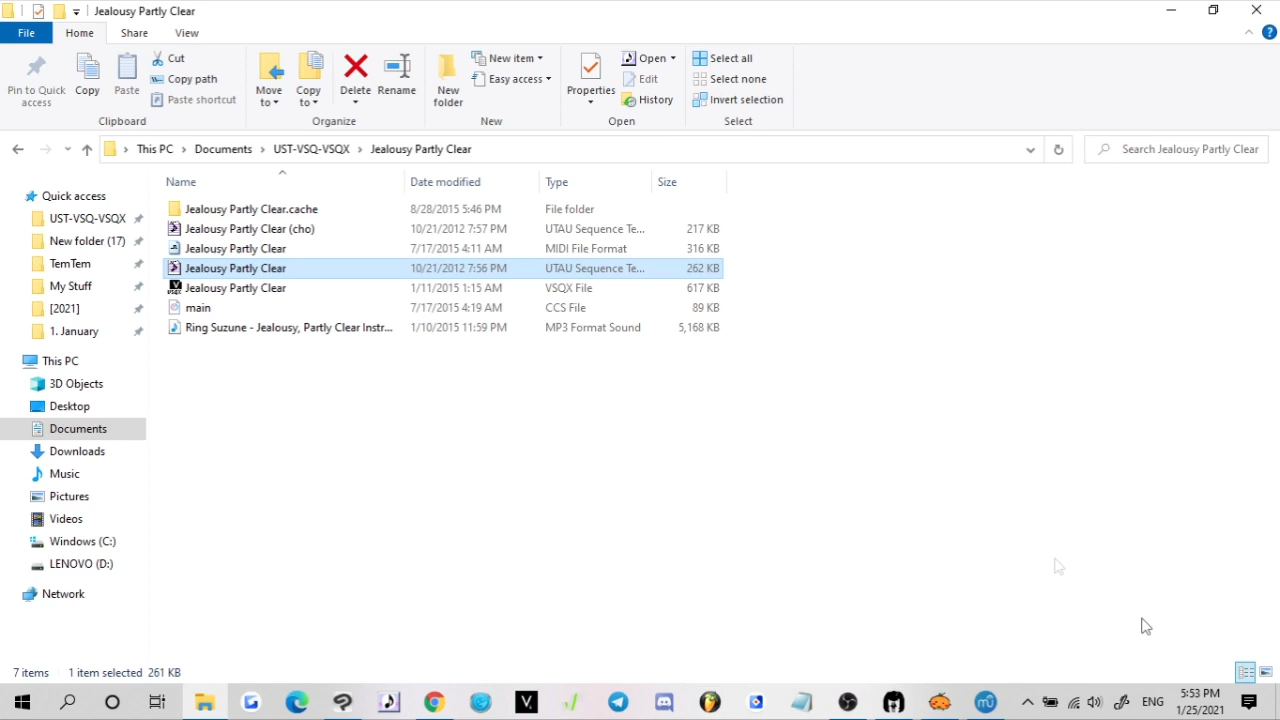 Jealousy Partly Clear
File Home Share View
Pin to Quick access
Copy
Paste
Cut
Copy path
Paste shortcut
Clipboard
Move to
Copy to
Delete
Rename
Organize
New folder
New item
Easy access
New
Properties
Open
Edit
History
Open
Select all
Select none
Invert selection
Select
This PC > Documents > UST-VSQ-VSQX > Jealousy Partly Clear
Search Jealousy Partly Clear
Name Date modified Type Size
Jealousy Partly Clear.cache 8/28/2015 5:46 PM File folder
Jealousy Partly Clear (cho) 10/21/2012 7:57 PM UTAU Sequence Te... 217 KB
Jealousy Partly Clear 7/17/2015 4:11 AM MIDI File Format 316 KB
Jealousy Partly Clear 10/21/2012 7:56 PM UTAU Sequence Te... 262 KB
Jealousy Partly Clear 1/11/2015 1:15 AM VSQX File 617 KB
main 7/17/2015 4:19 AM CCS File 89 KB
Ring Suzune - Jealousy, Partly Clear Instr... 1/10/2015 11:59 PM MP3 Format Sound 5,168 KB
Quick access
UST-VSQ-VSQX
New folder (17)
TemTem
My Stuff
[2021]
1. January
This PC
3D Objects
Desktop
Documents
Downloads
Music
Pictures
Videos
Windows (C:)
LENOVO (D:)
Network
7 items 1 item selected 261 KB
ENG
5:53 PM
1/25/2021